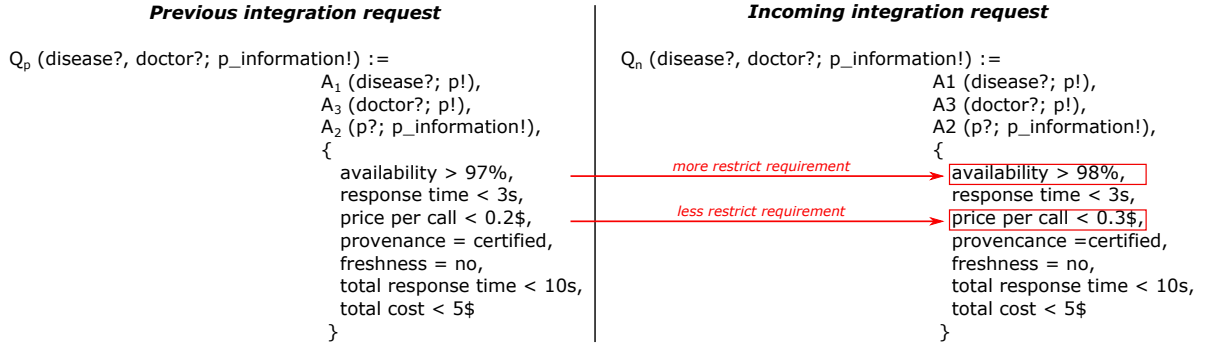 Previous integration request
Qp (disease?, doctor?; p_information!) :=
A1 (disease?; p!),
A3 (doctor?; p!),
A2 (p?; p_information!),
{
availability > 97%,
response time < 3s,
price per call < 0.2$,
provenance = certified,
freshness = no,
total response time < 10s,
total cost < 5$
}
more restrict requirement
less restrict requirement
Incoming integration request
Qn (disease?, doctor?; p_information!) :=
A1 (disease?; p!),
A3 (doctor?; p!),
A2 (p?; p_information!),
{
availability > 98%,
response time < 3s,
price per call < 0.3$,
provencance =certified,
freshness = no,
total response time < 10s,
total cost < 5$
}